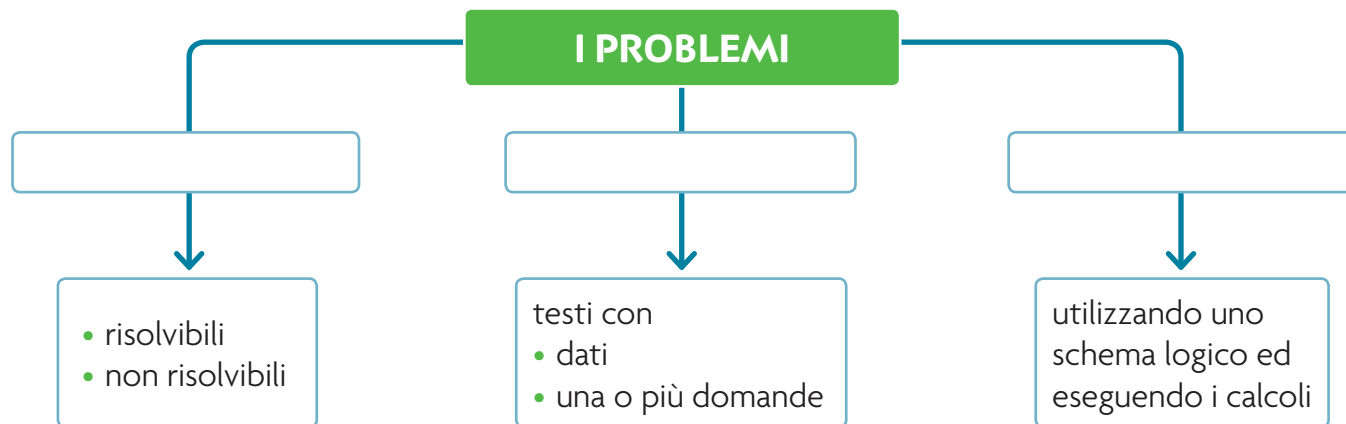 I PROBLEMI
• risolvibili
• non risolvibili
testi con
• dati
• una o più domande
utilizzando uno
schema logico ed
eseguendo i calcoli